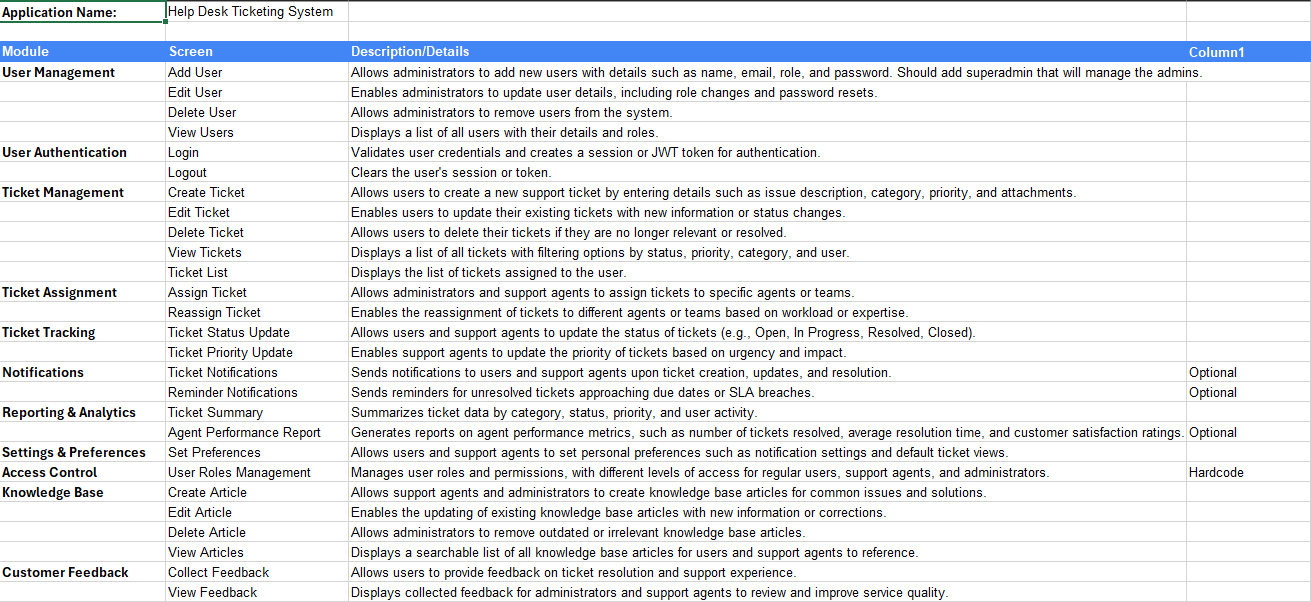 Application Name: Help Desk Ticketing System
Module Screen Description/Details Column1
User Management Add User Allows administrators to add new users with details such as name, email, role, and password. Should add superadmin that will manage the admins.
Edit User Enables administrators to update user details, including role changes and password resets.
Delete User Allows administrators to remove users from the system.
View Users Displays a list of all users with their details and roles.
User Authentication Login Validates user credentials and creates a session or JWT token for authentication.
Logout Clears the user's session or token.
Ticket Management Create Ticket Allows users to create a new support ticket by entering details such as issue description, category, priority, and attachments.
Edit Ticket Enables users to update their existing tickets with new information or status changes.
Delete Ticket Allows users to delete their tickets if they are no longer relevant or resolved.
View Tickets Displays a list of all tickets with filtering options by status, priority, category, and user.
Ticket List Displays the list of tickets assigned to the user.
Ticket Assignment Assign Ticket Allows administrators and support agents to assign tickets to specific agents or teams.
Reassign Ticket Enables the reassignment of tickets to different agents or teams based on workload or expertise.
Ticket Tracking Ticket Status Update Allows users and support agents to update the status of tickets (e.g., Open, In Progress, Resolved, Closed).
Ticket Priority Update Enables support agents to update the priority of tickets based on urgency and impact.
Notifications Ticket Notifications Sends notifications to users and support agents upon ticket creation, updates, and resolution. Optional
Reminder Notifications Sends reminders for unresolved tickets approaching due dates or SLA breaches. Optional
Reporting & Analytics Ticket Summary Summarizes ticket data by category, status, priority, and user activity.
Agent Performance Report Generates reports on agent performance metrics, such as number of tickets resolved, average resolution time, and customer satisfaction ratings. Optional
Settings & Preferences Set Preferences Allows users and support agents to set personal preferences such as notification settings and default ticket views.
Access Control User Roles Management Manages user roles and permissions, with different levels of access for regular users, support agents, and administrators. Hardcode
Knowledge Base Create Article Allows support agents and administrators to create knowledge base articles for common issues and solutions.
Edit Article Enables the updating of existing knowledge base articles with new information or corrections.
Delete Article Allows administrators to remove outdated or irrelevant knowledge base articles.
View Articles Displays a searchable list of all knowledge base articles for users and support agents to reference.
Customer Feedback Collect Feedback Allows users to provide feedback on ticket resolution and support experience.
View Feedback Displays collected feedback for administrators and support agents to review and improve service quality.